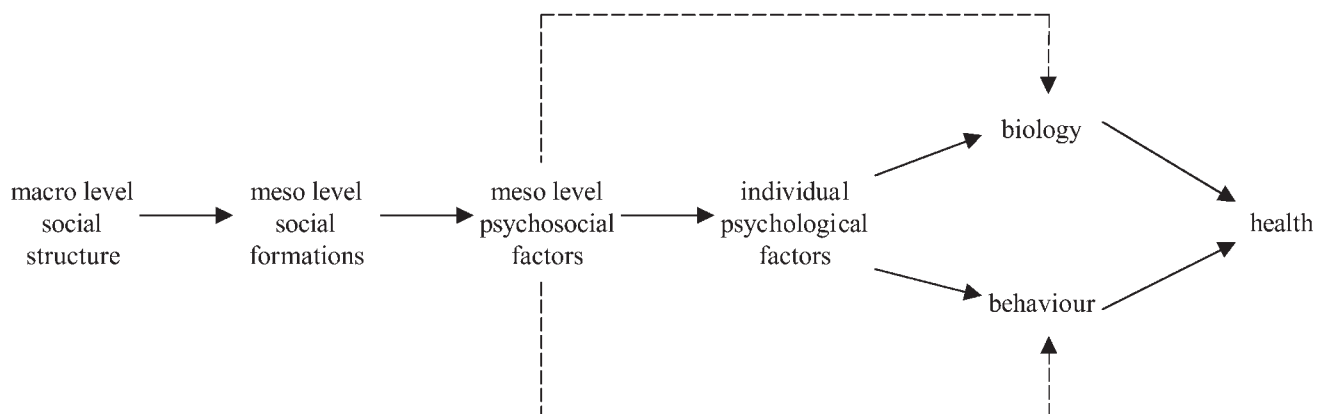 biology
macro level
social
structure
meso level
social
formations
meso level
psychosocial
factors
individual
psychological
factors
health
behaviour